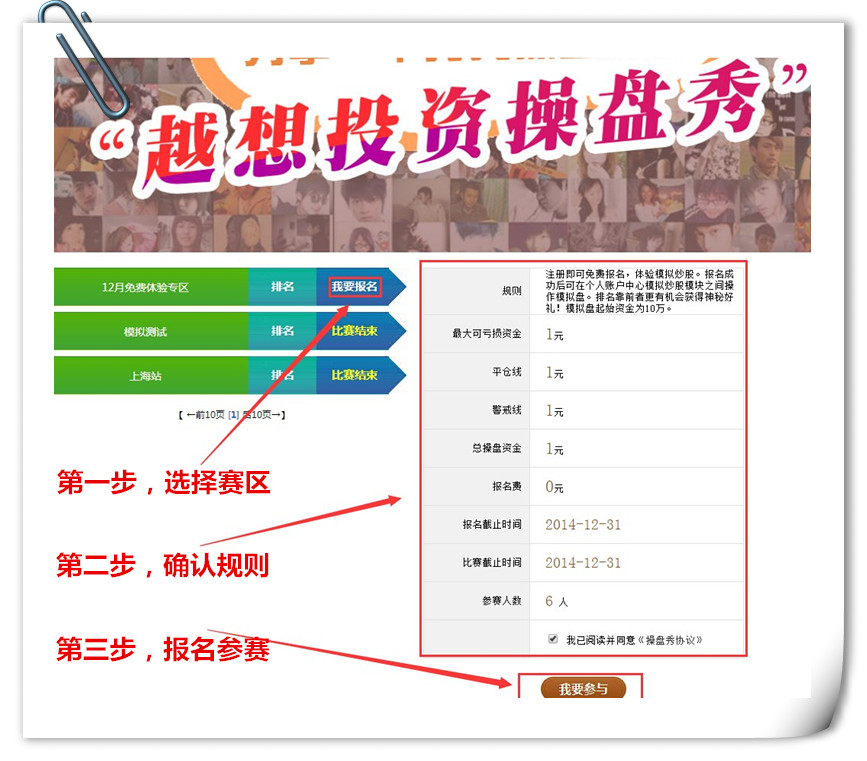 “越想投资操盘秀”
12月免费体验专区 排名 我要报名
模拟测试 排名 比赛结束
上海站 排名 比赛结束
【 ←前10页 [1] 后10页→】
第一步，选择赛区
第二步，确认规则
第三步，报名参赛
规则
注册即可免费报名，体验模拟炒股。报名成
功后可在个人账户中心模拟炒股模块之间操
作模拟盘。排名靠前者更有机会获得神秘好
礼！模拟盘起始资金为10万。
最大可亏损资金 1元
平仓线 1元
警戒线 1元
总操盘资金 1元
报名费 0元
报名截止时间 2014-12-31
比赛截止时间 2014-12-31
参赛人数 6 人
我已阅读并同意《操盘秀协议》
我要参与